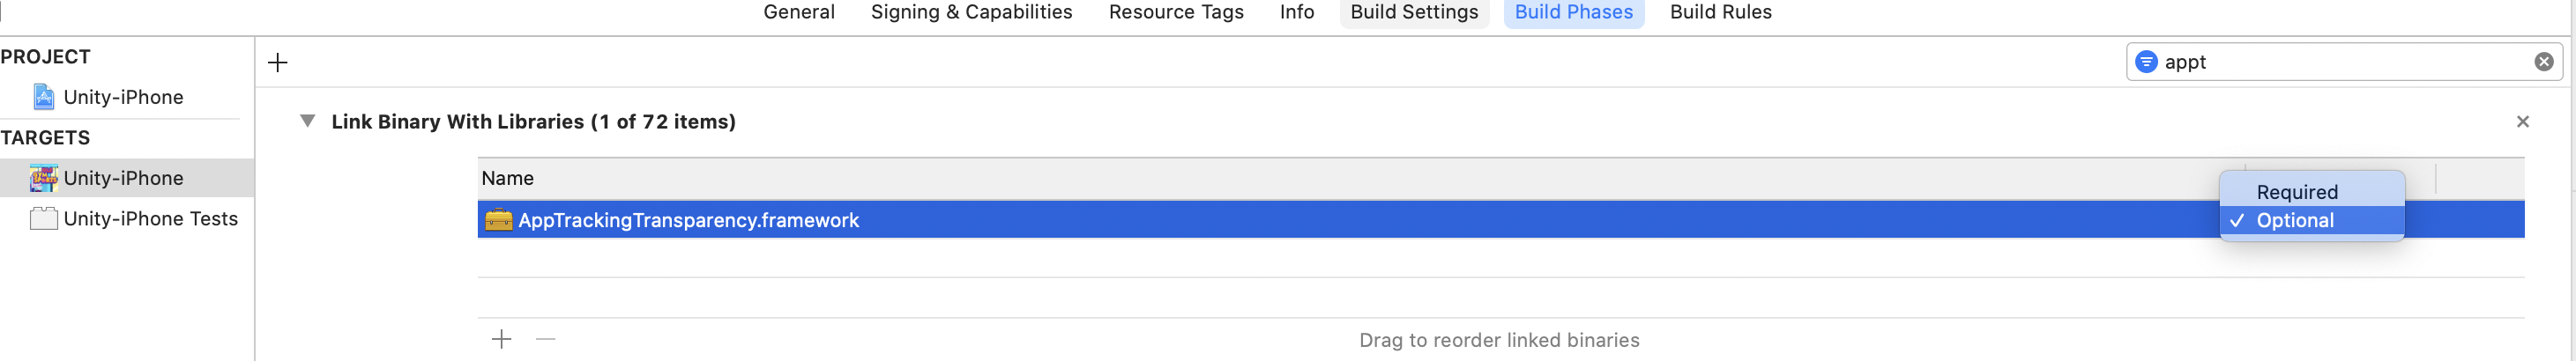 General Signing & Capabilities Resource Tags Info Build Settings Build Phases Build Rules
PROJECT
Unity-iPhone
TARGETS
Unity-iPhone
Unity-iPhone Tests
appt
Link Binary With Libraries (1 of 72 items)
Name
Required
AppTrackingTransparency.framework
Optional
Drag to reorder linked binaries